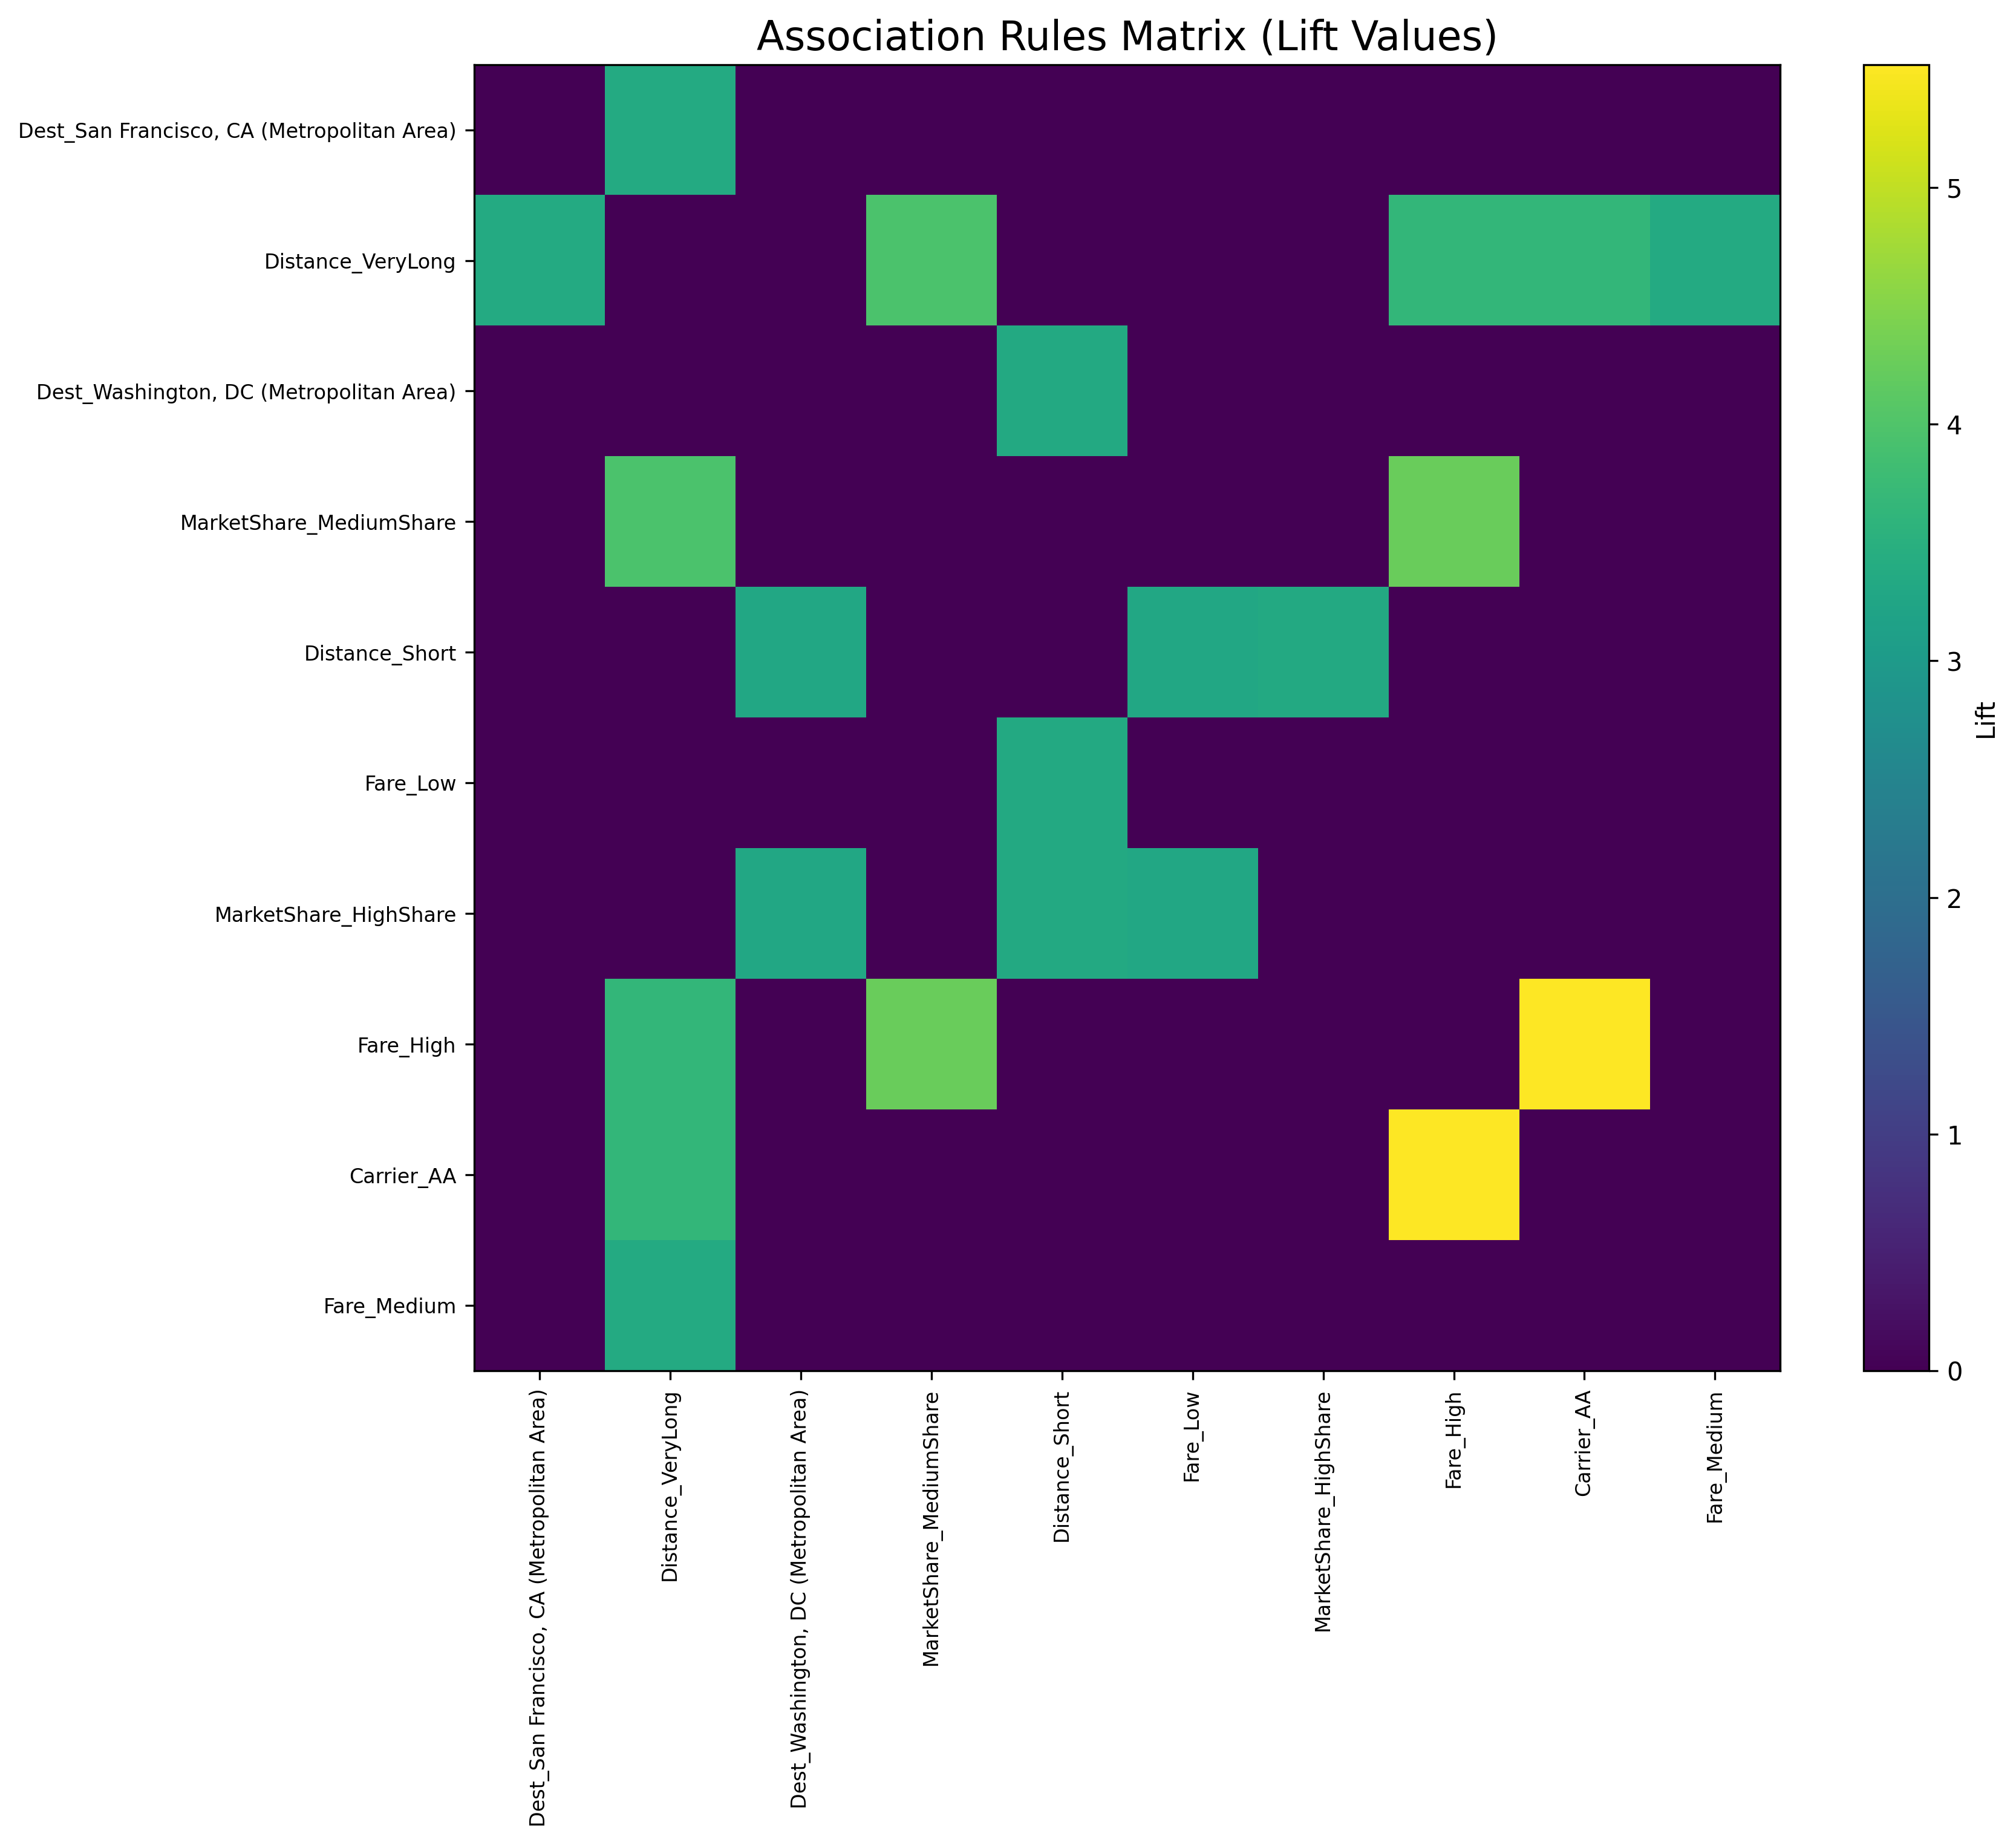 Association Rules Matrix (Lift Values)
Dest_San Francisco, CA (Metropolitan Area)
Distance_VeryLong
Dest_Washington, DC (Metropolitan Area)
MarketShare_MediumShare
Distance_Short
Fare_Low
MarketShare_HighShare
Fare_High
Carrier_AA
Fare_Medium
Dest_San Francisco, CA (Metropolitan Area)
Distance_VeryLong
Dest_Washington, DC (Metropolitan Area)
MarketShare_MediumShare
Distance_Short
Fare_Low
MarketShare_HighShare
Fare_High
Carrier_AA
Fare_Medium
5
4
3
2
1
0
Lift